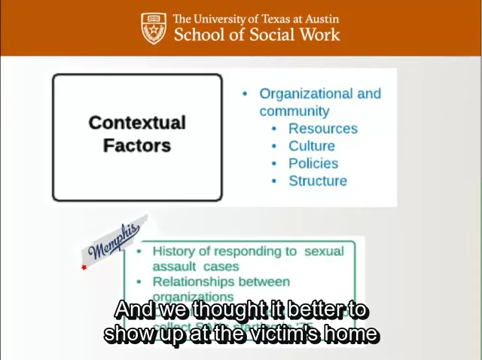 The University of Texas at Austin
School of Social Work
Contextual
Factors
• Organizational and
community
• Resources
• Culture
• Policies
• Structure
Memphis
• History of responding to sexual
assault cases
• Relationships between
organizations
And we thought it better to
show up at the victim's home